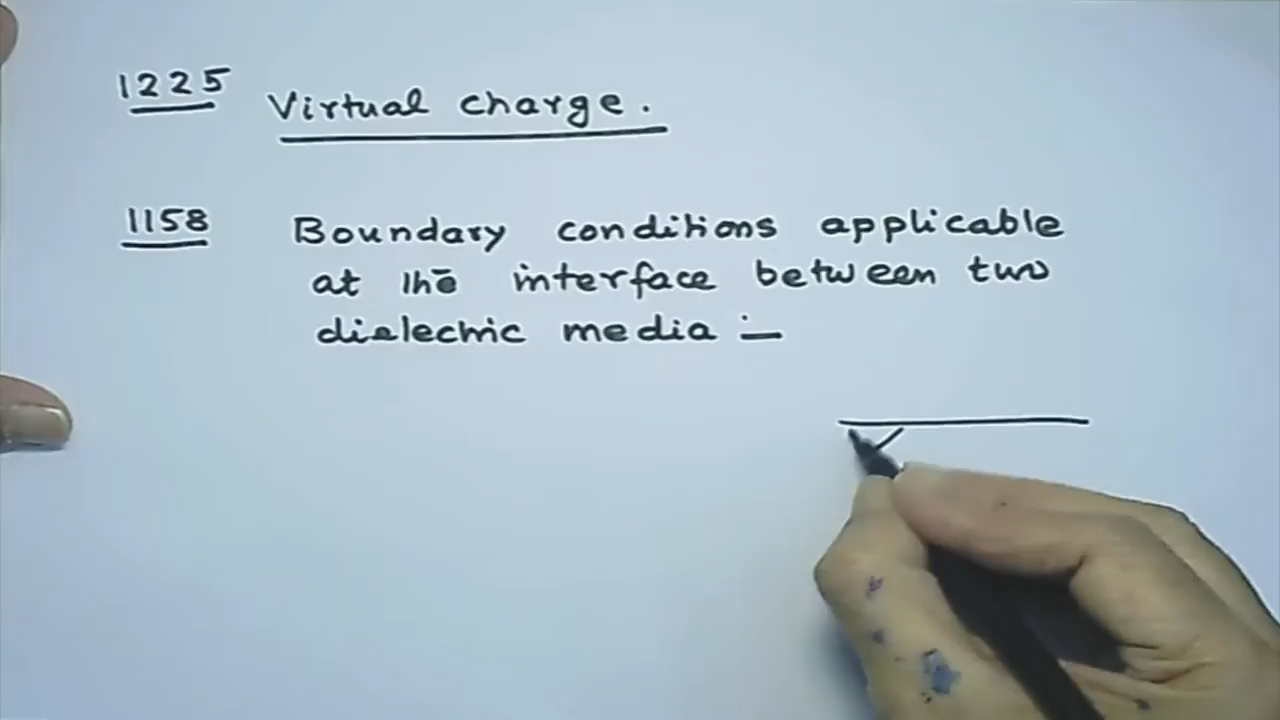 1225 Virtual charge.
1158 Boundary conditions applicable
at the interface between two
dielectric media :-